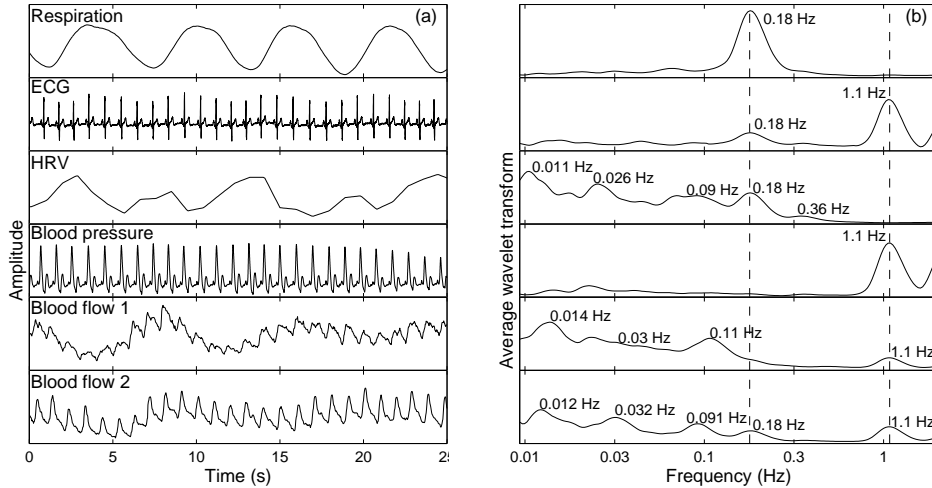 Respiration
(a)
ECG
HRV
Blood pressure
Blood flow 1
Blood flow 2
Amplitude
0 5 10 15 20 25
Time (s)
(b)
0.18 Hz
1.1 Hz
0.18 Hz
0.011 Hz
0.026 Hz
0.09 Hz
0.18 Hz
0.36 Hz
1.1 Hz
0.014 Hz
0.03 Hz
0.11 Hz
1.1 Hz
0.012 Hz
0.032 Hz
0.091 Hz
0.18 Hz
1.1 Hz
Average wavelet transform
0.01 0.03 0.1 0.3 1
Frequency (Hz)